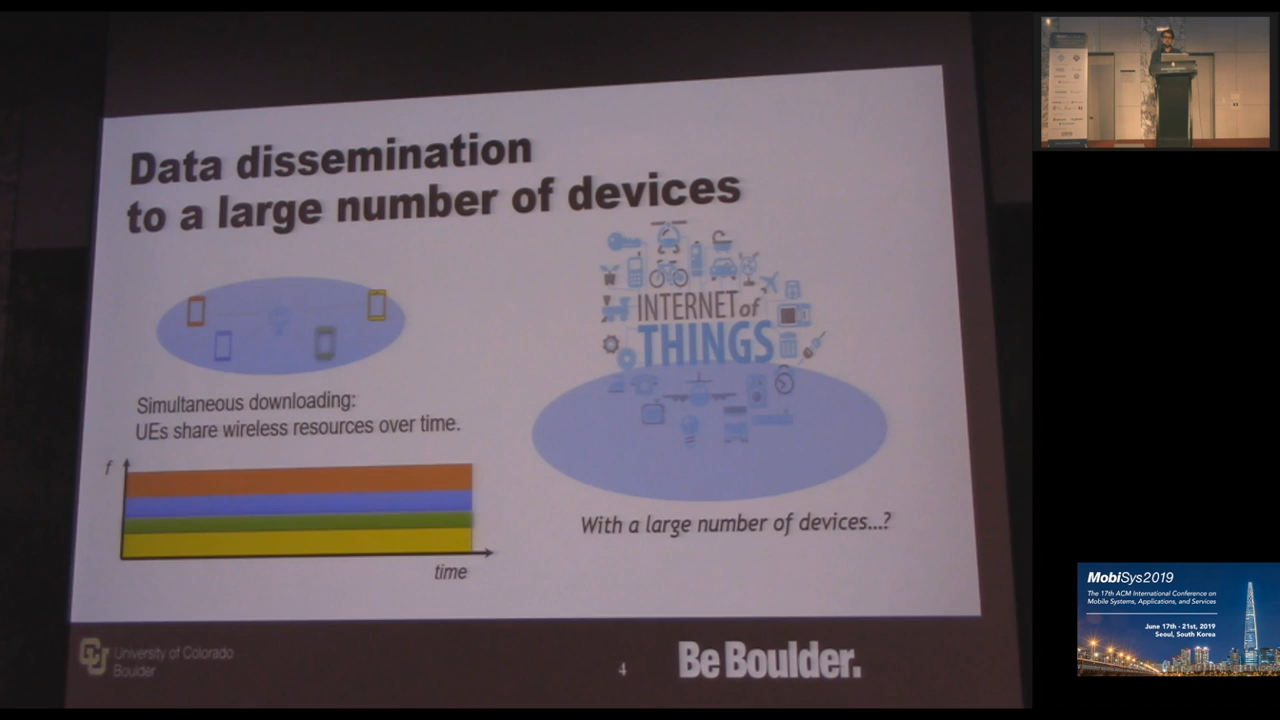 Data dissemination
to a large number of devices
INTERNET of
THINGS
Simultaneous downloading:
UEs share wireless resources over time.
f
time
With a large number of devices...?
University of Colorado
Boulder
4
Be Boulder.
MobiSys2019
The 17th ACM International Conference on
Mobile Systems, Applications, and Services
June 17th - 21st, 2019
Seoul, South Korea